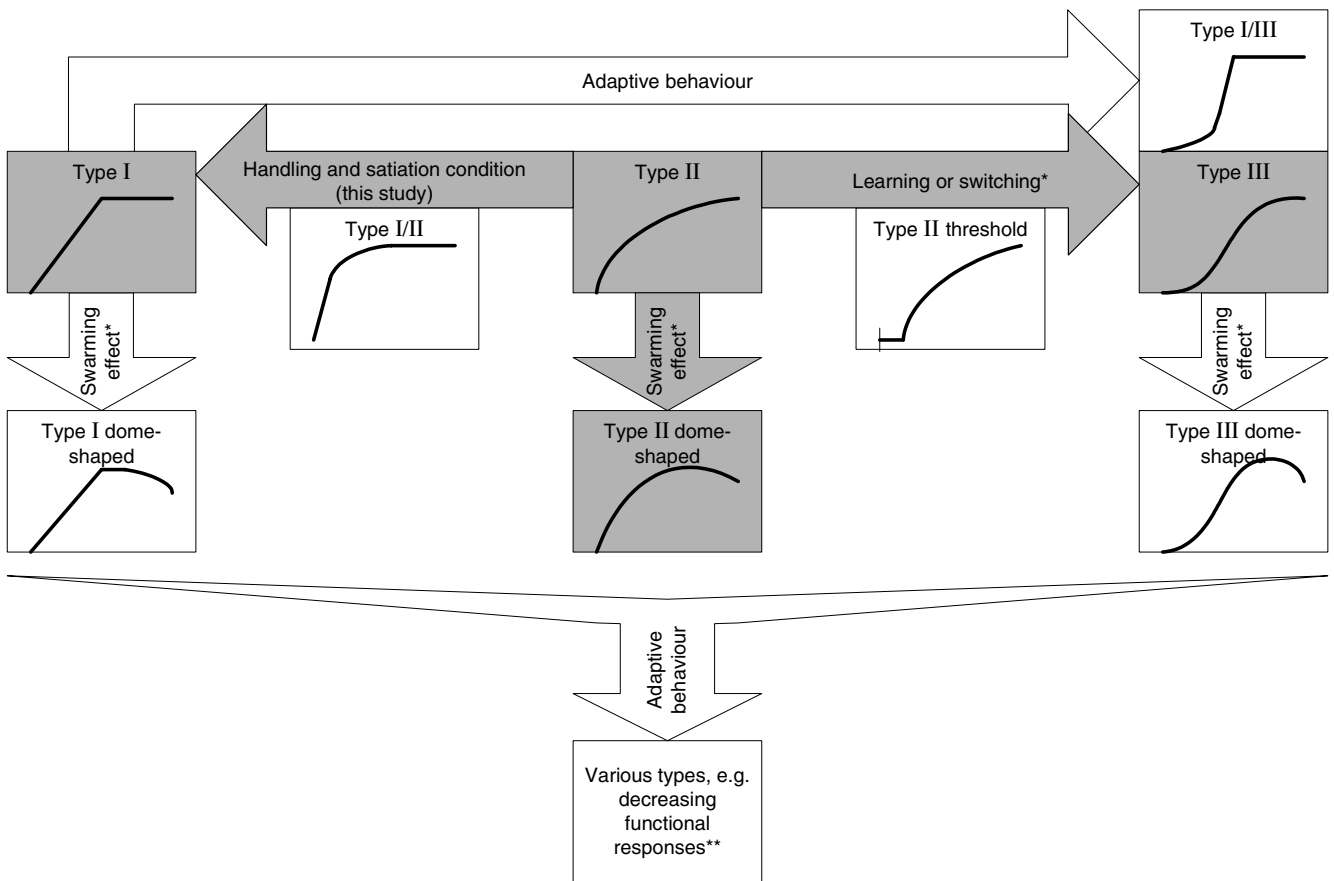 Type I/III
Adaptive behaviour
Type I
Handling and satiation condition
(this study)
Type II
Learning or switching*
Type III
Type I/II
Type II threshold
Swarming
effect*
Swarming
effect*
Swarming
effect*
Type I dome-
shaped
Type II dome-
shaped
Type III dome-
shaped
Adaptive
behaviour
Various types, e.g.
decreasing
functional
responses**